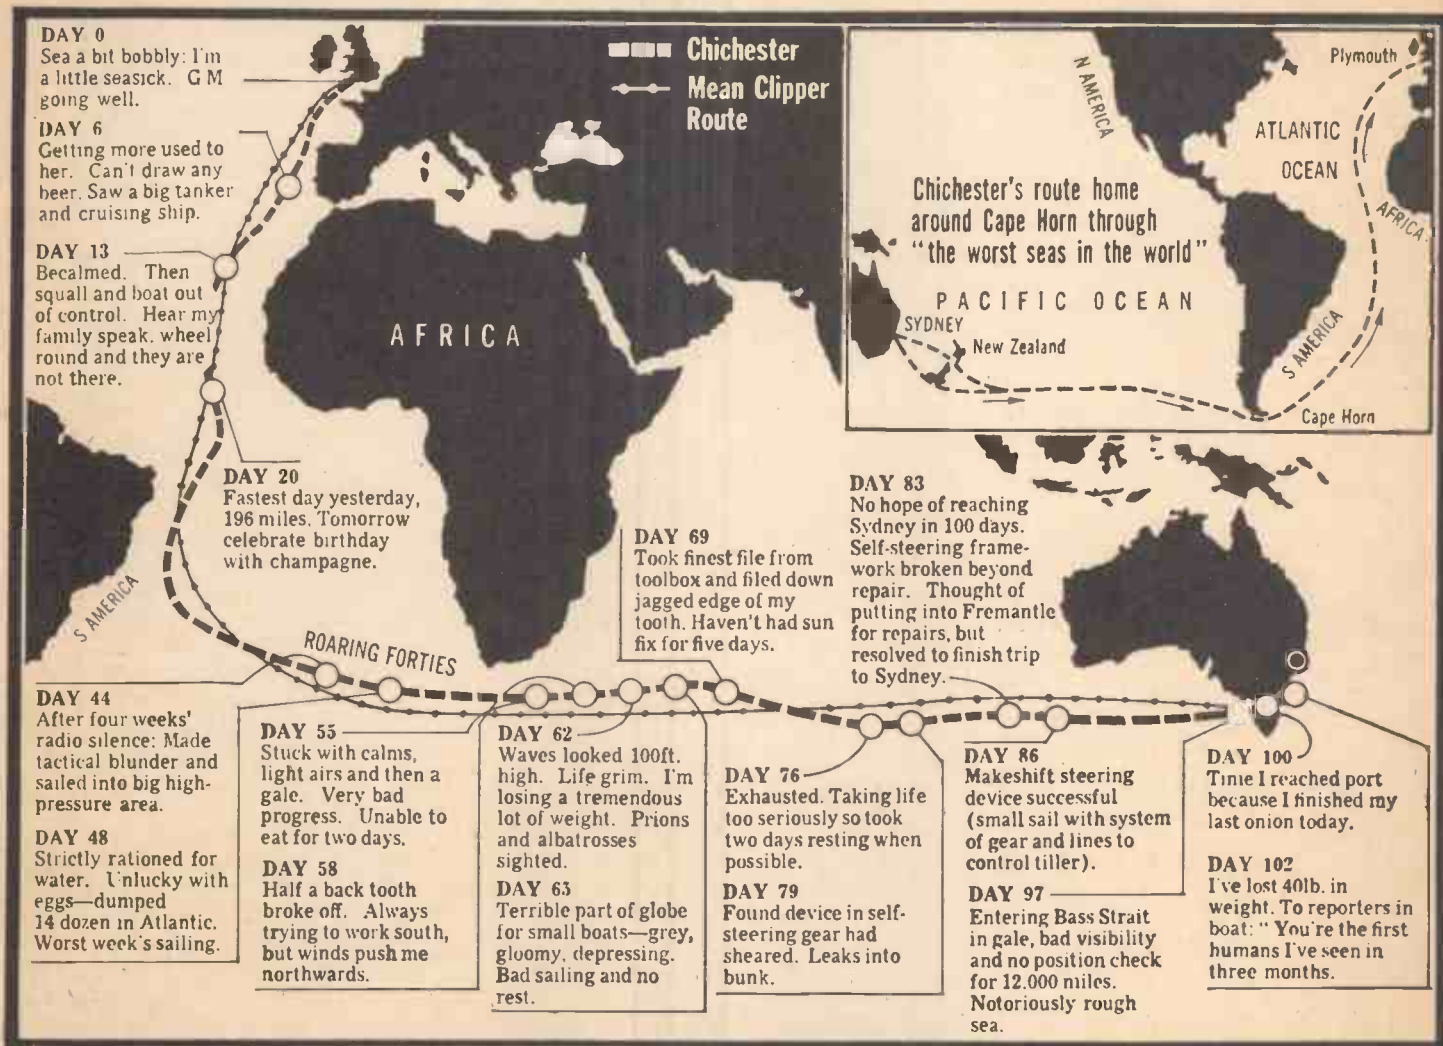 DAY 0
Sea a bit bobbly: I'm
a little seasick. G M
going well.
DAY 6
Getting more used to
her. Can't draw any
beer. Saw a big tanker
and cruising ship.
DAY 13
Becalmed. Then
squall and boat out
of control. Hear my
family speak, wheel
round and they are
not there.
DAY 20
Fastest day yesterday,
196 miles. Tomorrow
celebrate birthday
with champagne.
Chichester
Mean Clipper
Route
AFRICA
S AMERICA
ROARING FORTIES
Plymouth
N AMERICA
ATLANTIC
OCEAN
Chichester's route home
around Cape Horn through
"the worst seas in the world"
AFRICA
PACIFIC OCEAN
SYDNEY
New Zealand
S AMERICA
Cape Horn
DAY 44
After four weeks'
radio silence: Made
tactical blunder and
sailed into big high-
pressure area.
DAY 48
Strictly rationed for
water. Unlucky with
eggs—dumped
14 dozen in Atlantic.
Worst week's sailing.
DAY 55
Stuck with calms,
light airs and then a
gale. Very bad
progress. Unable to
eat for two days.
DAY 58
Half a back tooth
broke off. Always
trying to work south,
but winds push me
northwards.
DAY 62
Waves looked 100ft.
high. Life grim. I'm
losing a tremendous
lot of weight. Prions
and albatrosses
sighted.
DAY 65
Terrible part of globe
for small boats—grey,
gloomy, depressing.
Bad sailing and no
rest.
DAY 69
Took finest file from
toolbox and filed down
jagged edge of my
tooth. Haven't had sun
fix for five days.
DAY 76
Exhausted. Taking life
too seriously so took
two days resting when
possible.
DAY 79
Found device in self-
steering gear had
sheared. Leaks into
bunk.
DAY 83
No hope of reaching
Sydney in 100 days.
Self-steering frame-
work broken beyond
repair. Thought of
putting into Fremantle
for repairs, but
resolved to finish trip
to Sydney.
DAY 86
Makeshift steering
device successful
(small sail with system
of gear and lines to
control tiller).
DAY 97
Entering Bass Strait
in gale, bad visibility
and no position check
for 12,000 miles.
Notoriously rough
sea.
DAY 100
Time I reached port
because I finished my
last onion today.
DAY 102
I've lost 40lb. in
weight. To reporters in
boat: "You're the first
humans I've seen in
three months.